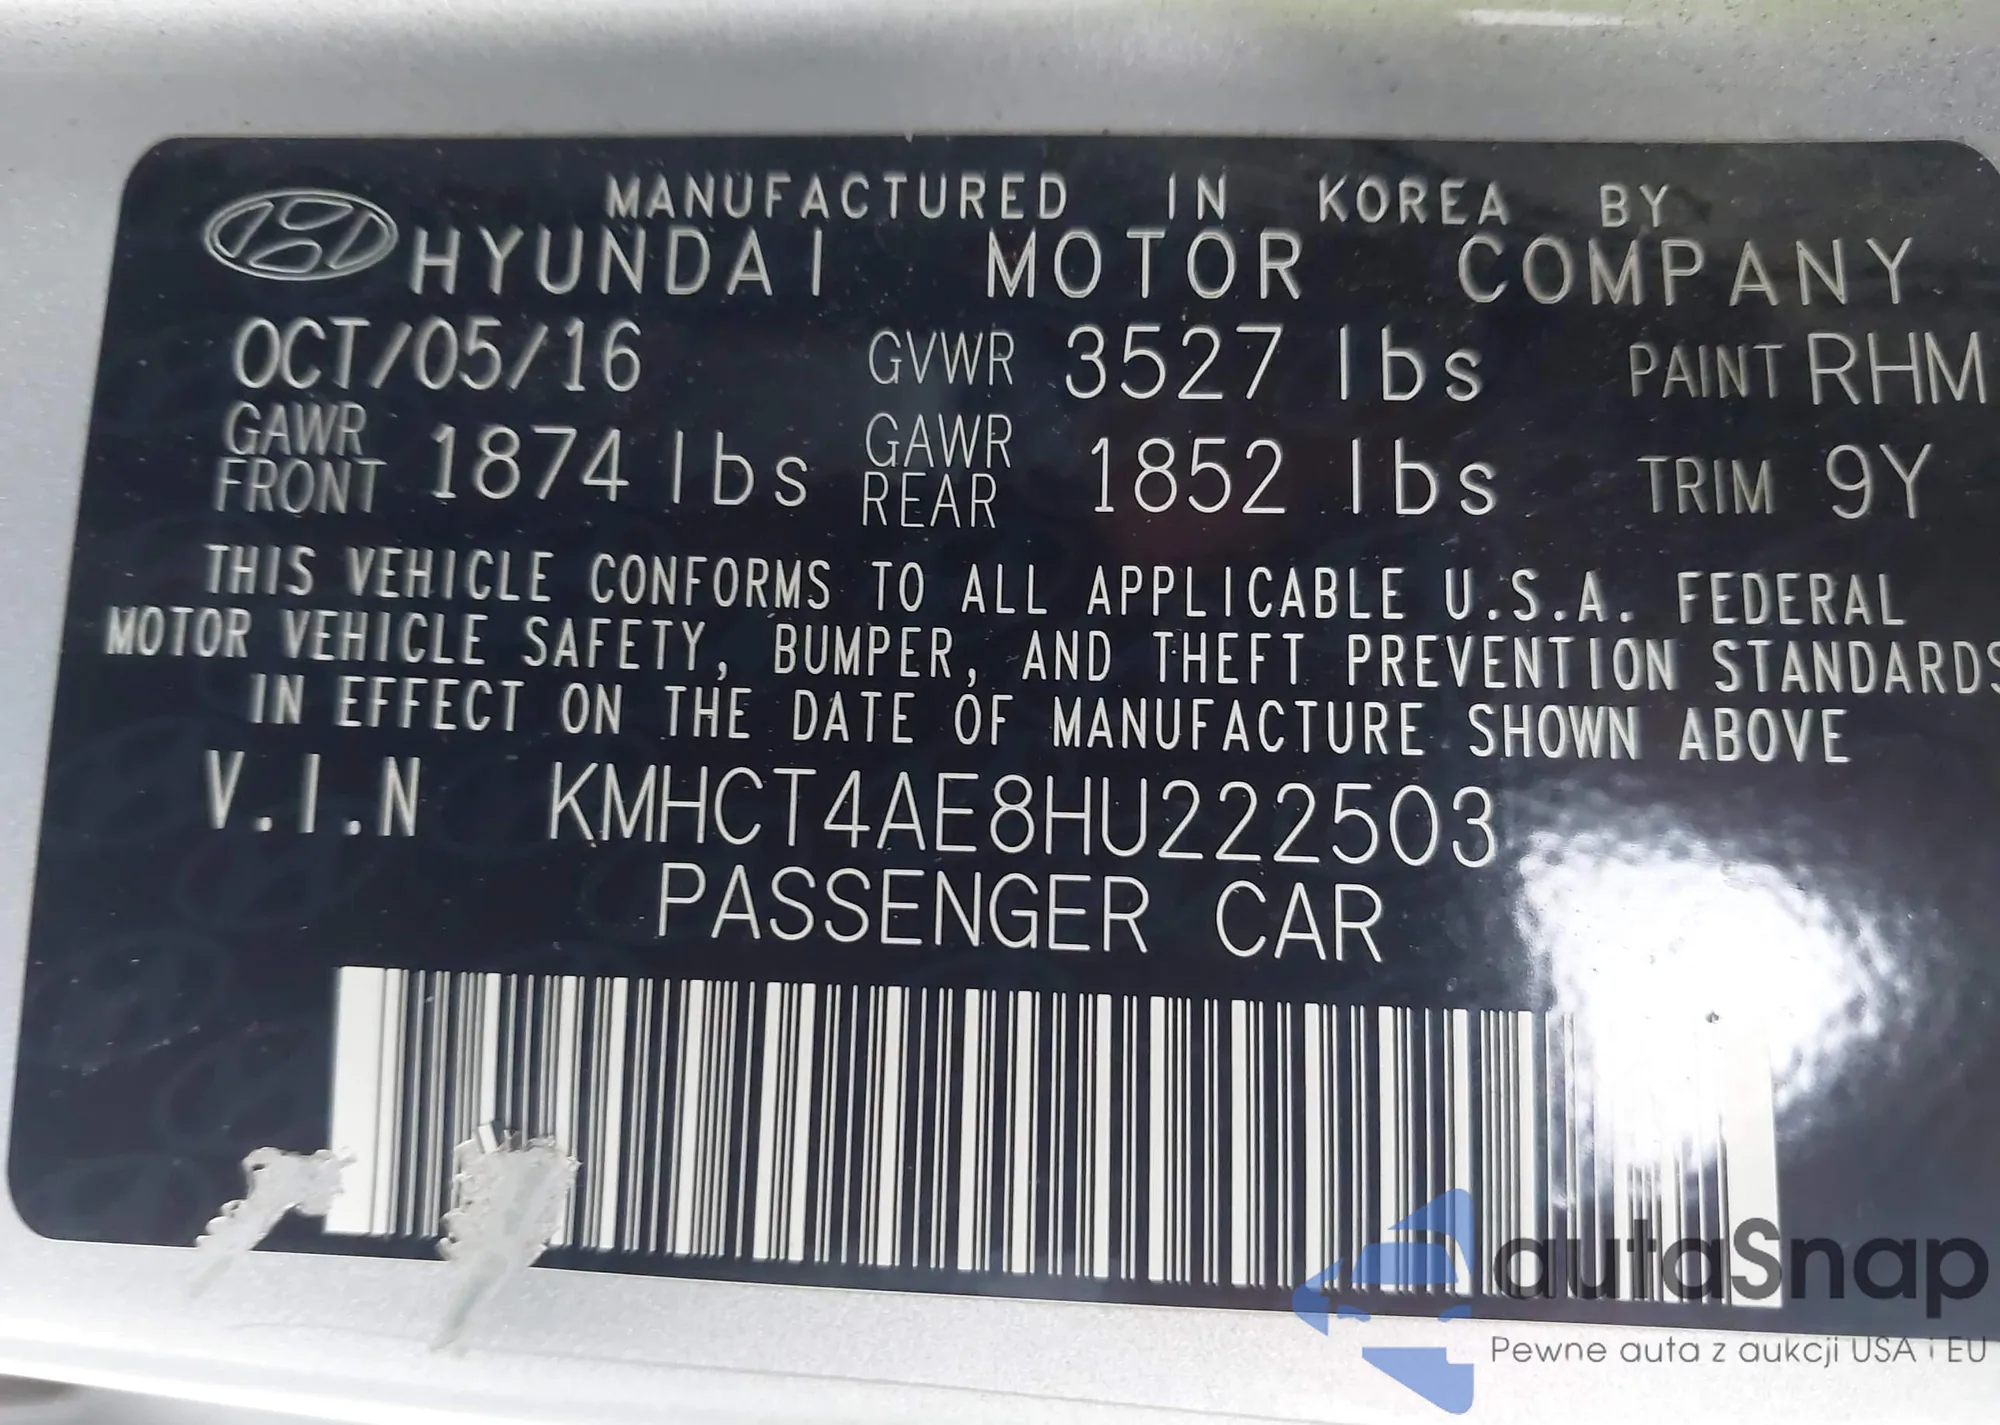 MANUFACTURED IN KOREA BY
HYUNDAI MOTOR COMPANY
OCT/05/16 GVWR 3527 lbs PAINT RHM
GAWR FRONT 1874 lbs GAWR REAR 1852 lbs TRIM 9Y
THIS VEHICLE CONFORMS TO ALL APPLICABLE U.S.A. FEDERAL
MOTOR VEHICLE SAFETY, BUMPER, AND THEFT PREVENTION STANDARDS
IN EFFECT ON THE DATE OF MANUFACTURE SHOWN ABOVE
V.I.N KMHCT4AE8HU222503
PASSENGER CAR
autaSnap
Pewne auta z aukcji USA i EU